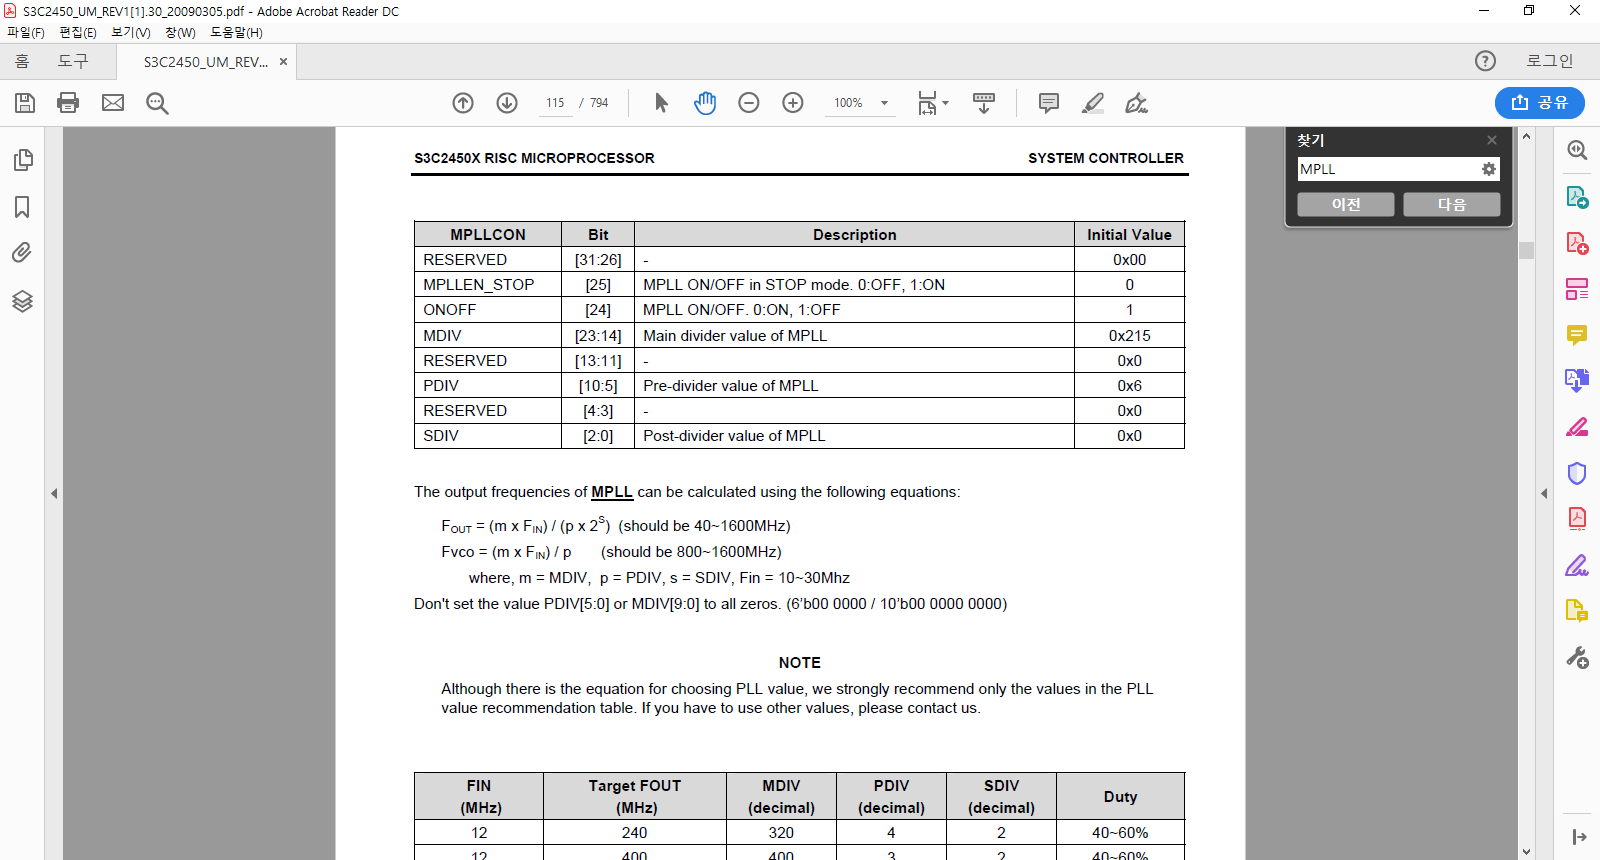 S3C2450_UM_REV1[1].30_20090305.pdf - Adobe Acrobat Reader DC
파일(F) 편집(E) 보기(V) 창(W) 도움말(H)
홈 도구 S3C2450_UM_REV... × ? 로그인
115 / 794 100% 공유
찾기
MPLL
이전 다음
S3C2450X RISC MICROPROCESSOR SYSTEM CONTROLLER
MPLLCON Bit Description Initial Value
RESERVED [31:26] - 0x00
MPLLEN_STOP [25] MPLL ON/OFF in STOP mode. 0:OFF, 1:ON 0
ONOFF [24] MPLL ON/OFF. 0:ON, 1:OFF 1
MDIV [23:14] Main divider value of MPLL 0x215
RESERVED [13:11] - 0x0
PDIV [10:5] Pre-divider value of MPLL 0x6
RESERVED [4:3] - 0x0
SDIV [2:0] Post-divider value of MPLL 0x0
The output frequencies of MPLL can be calculated using the following equations:
FOUT = (m x FIN) / (p x 2S) (should be 40~1600MHz)
Fvco = (m x FIN) / p (should be 800~1600MHz)
where, m = MDIV, p = PDIV, s = SDIV, Fin = 10~30Mhz
Don't set the value PDIV[5:0] or MDIV[9:0] to all zeros. (6’b00 0000 / 10’b00 0000 0000)
NOTE
Although there is the equation for choosing PLL value, we strongly recommend only the values in the PLL
value recommendation table. If you have to use other values, please contact us.
FIN (MHz) Target FOUT (MHz) MDIV (decimal) PDIV (decimal) SDIV (decimal) Duty
12 240 320 4 2 40~60%
12 400 400 3 2 40~60%